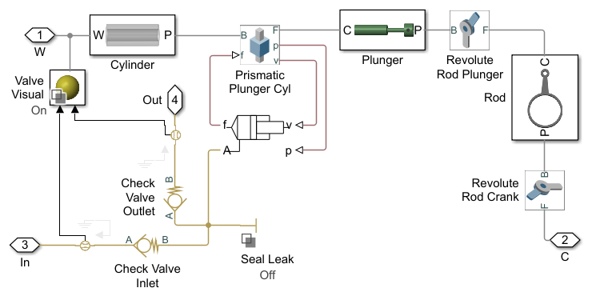 1
W
W
P
Cylinder
B
F
f
p
v
Prismatic
Plunger Cyl
C
P
Plunger
B
F
Revolute
Rod Plunger
Valve
Visual
On
Out
4
f
v
A
p
C
Rod
P
B
Check
Valve
Outlet
A
Revolute
Rod Crank
B
F
3
In
A
B
Check Valve
Inlet
Seal Leak
Off
2
C